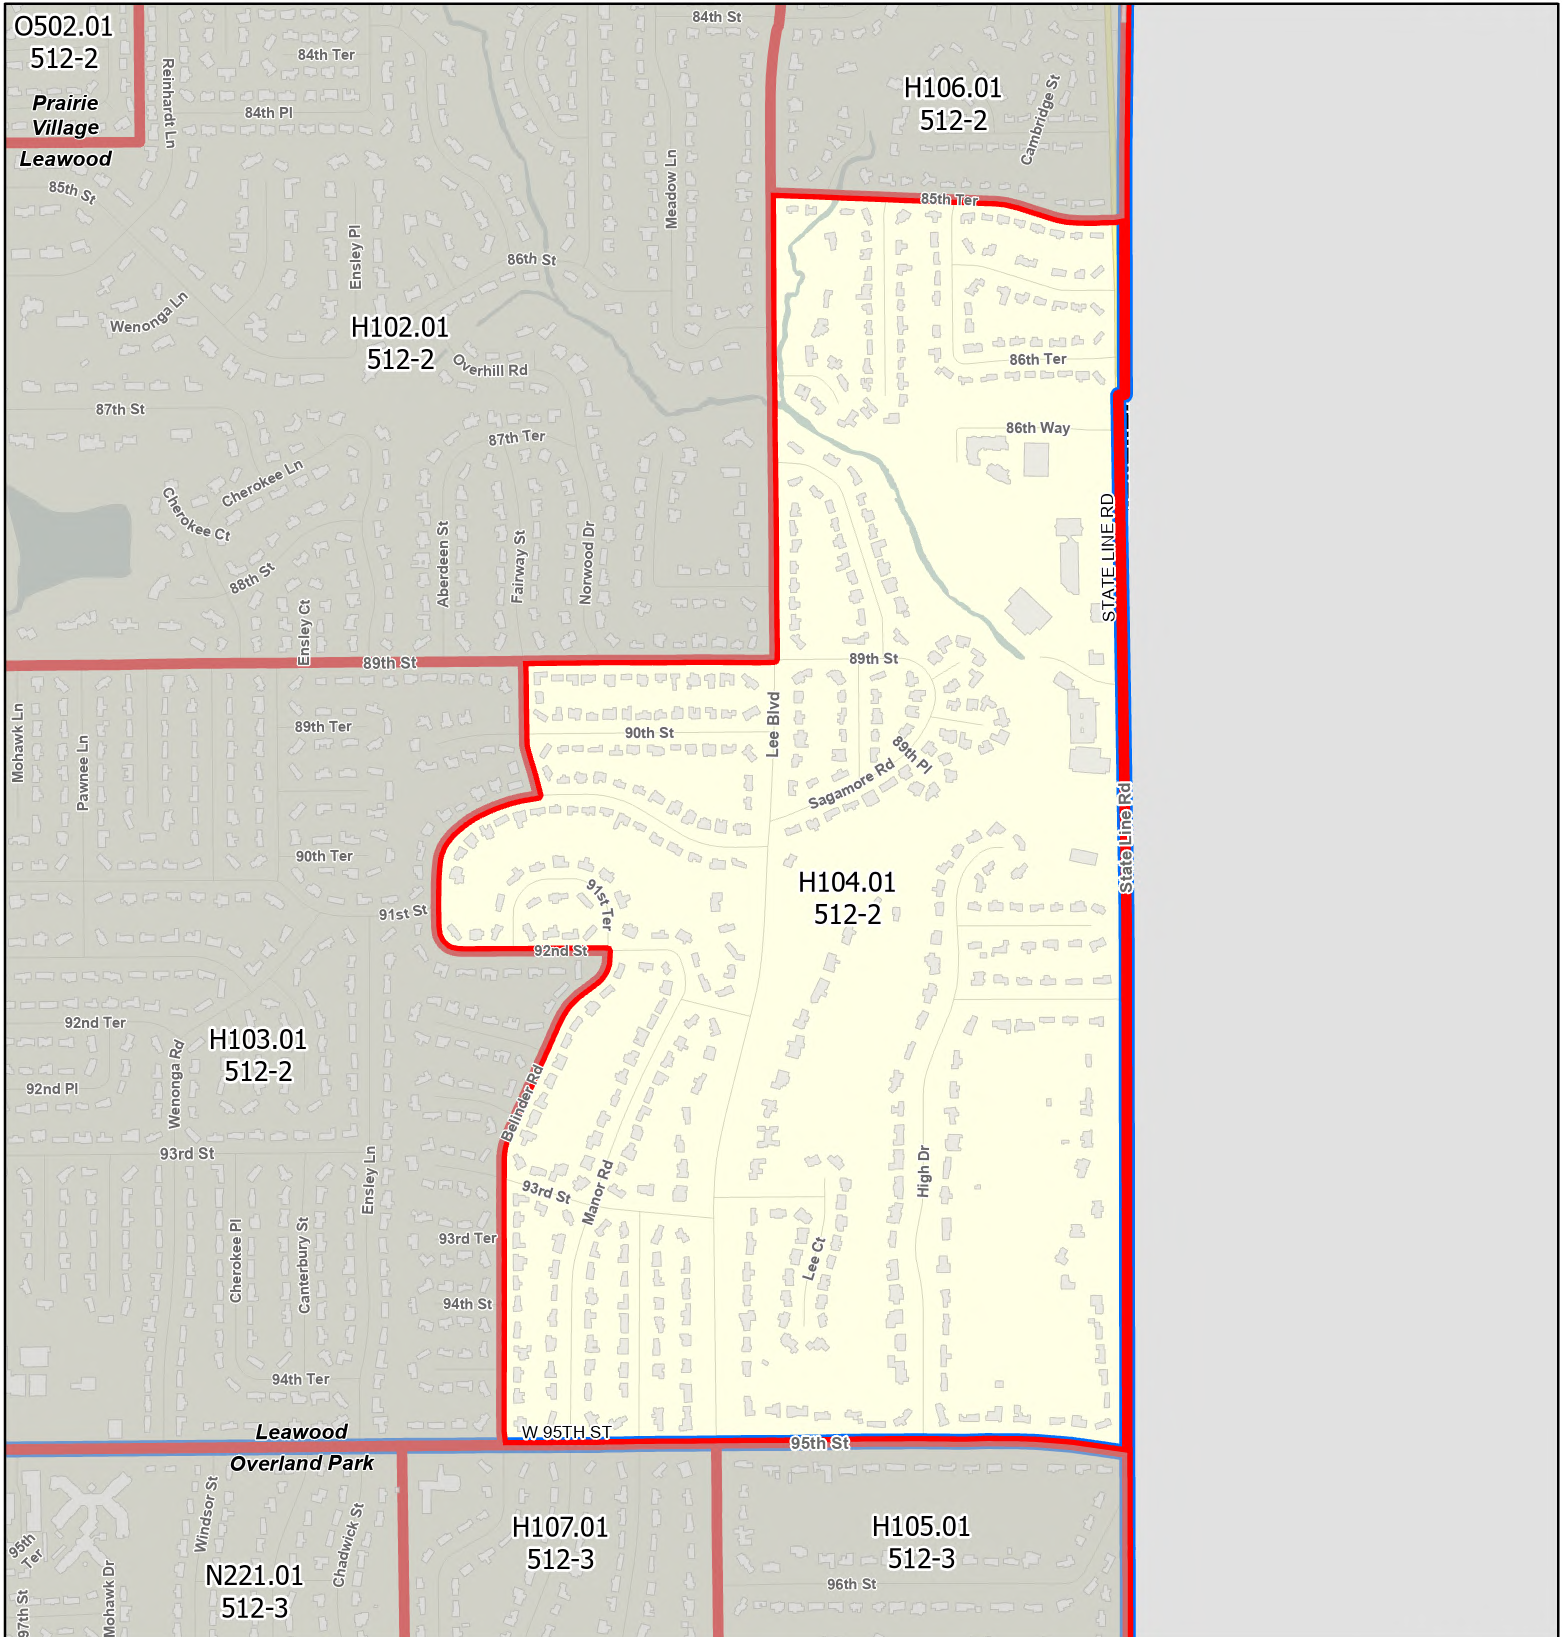 O502.01
512-2
Prairie
Village
Leawood
84th St
84th Ter
84th Pl
Reinhardt Ln
85th St
H106.01
512-2
Cambridge St
85th Ter
Meadow Ln
Ensley Pl
86th St
Wenonga Ln
H102.01
512-2
Overhill Rd
86th Ter
86th Way
87th St
87th Ter
Cherokee Ln
Cherokee Ct
88th St
Aberdeen St
Fairway St
Norwood Dr
Ensley Ct
STATE LINE RD
89th St
89th St
Mohawk Ln
Pawnee Ln
89th Ter
90th St
Lee Blvd
89th Pl
Sagamore Rd
State Line Rd
90th Ter
91st St
91st Ter
H104.01
512-2
92nd St
92nd Ter
H103.01
512-2
Wenonga Rd
92nd Pl
Belinder Rd
93rd St
Ensley Ln
93rd St
Manor Rd
High Dr
Cherokee Pl
Canterbury St
93rd Ter
Lee Ct
94th St
94th Ter
Leawood
W 95TH ST
95th St
Overland Park
Windsor St
Chadwick St
95th
Ter
H107.01
512-3
H105.01
512-3
N221.01
512-3
Mohawk Dr
97th St
96th St